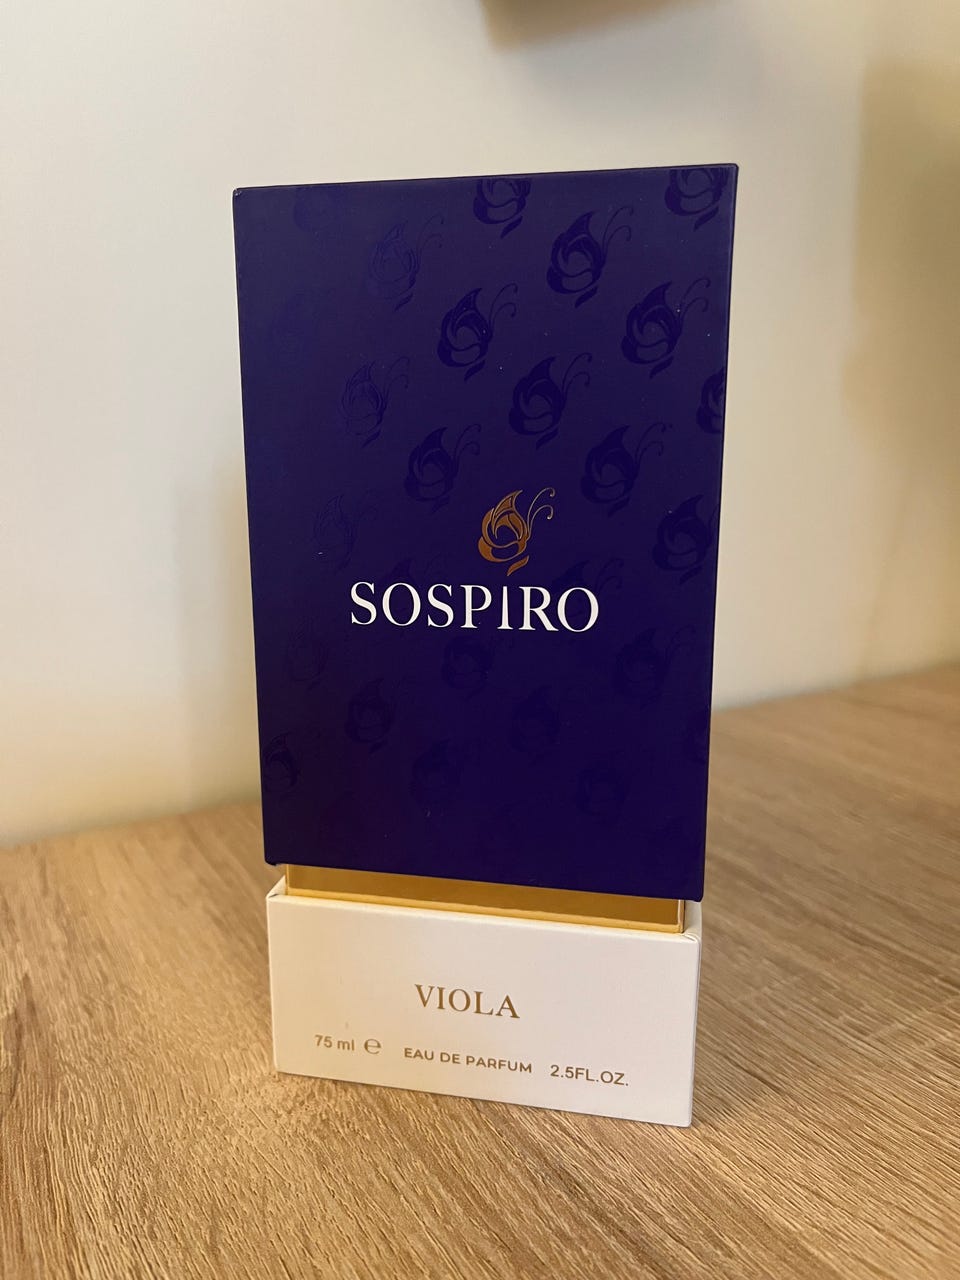 SOSPIRO
VIOLA
75 ml ℮ EAU DE PARFUM 2.5FL.OZ.